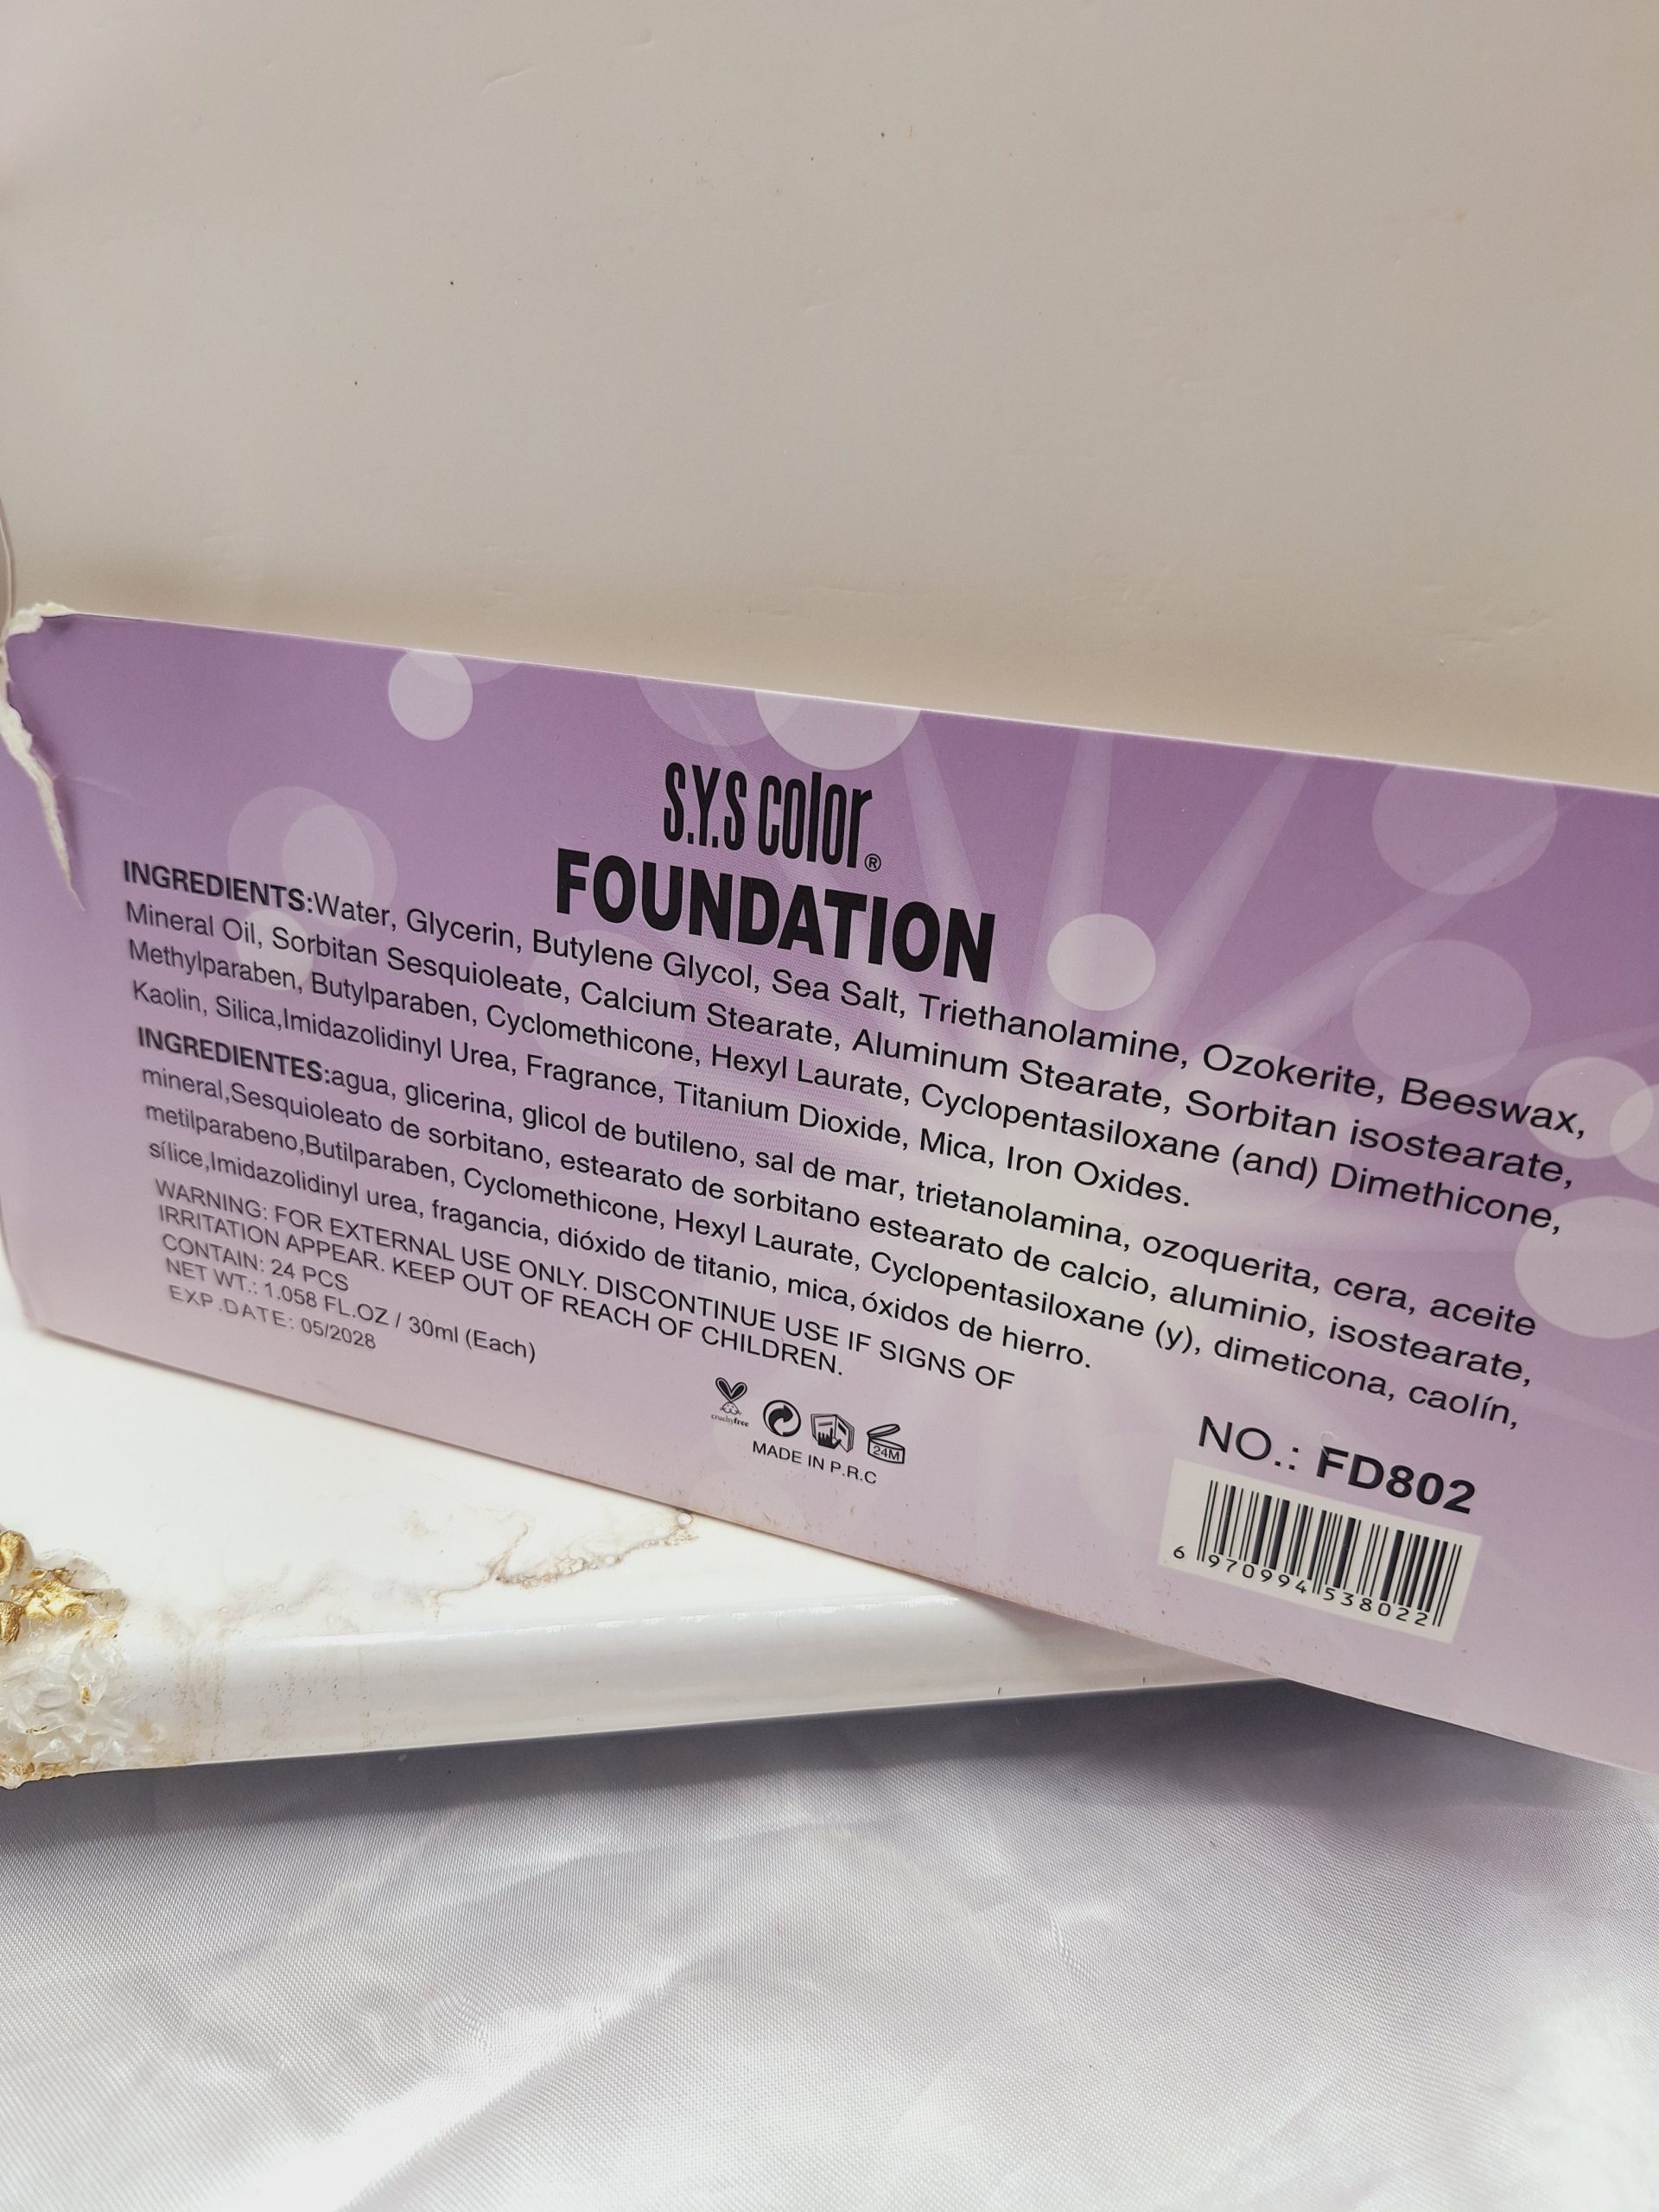 S.Y.S color®
FOUNDATION
INGREDIENTS:Water, Glycerin, Butylene Glycol, Sea Salt, Triethanolamine, Ozokerite, Beeswax,
Mineral Oil, Sorbitan Sesquioleate, Calcium Stearate, Aluminum Stearate, Sorbitan isostearate,
Methylparaben, Butylparaben, Cyclomethicone, Hexyl Laurate, Cyclopentasiloxane (and) Dimethicone,
Kaolin, Silica,Imidazolidinyl Urea, Fragrance, Titanium Dioxide, Mica, Iron Oxides.
INGREDIENTES:agua, glicerina, glicol de butileno, sal de mar, trietanolamina, ozoquerita, cera, aceite
mineral,Sesquioleato de sorbitano, estearato de sorbitano estearato de calcio, aluminio, isostearate,
metilparabeno,Butilparaben, Cyclomethicone, Hexyl Laurate, Cyclopentasiloxane (y), dimeticona, caolín,
sílice,Imidazolidinyl urea, fragancia, dióxido de titanio, mica, óxidos de hierro.
WARNING: FOR EXTERNAL USE ONLY. DISCONTINUE USE IF SIGNS OF
IRRITATION APPEAR. KEEP OUT OF REACH OF CHILDREN.
CONTAIN: 24 PCS
NET WT.: 1.058 FL.OZ / 30ml (Each)
EXP.DATE: 05/2028
crueltyfree
24M
MADE IN P.R.C
NO.: FD802
6 970994 538022